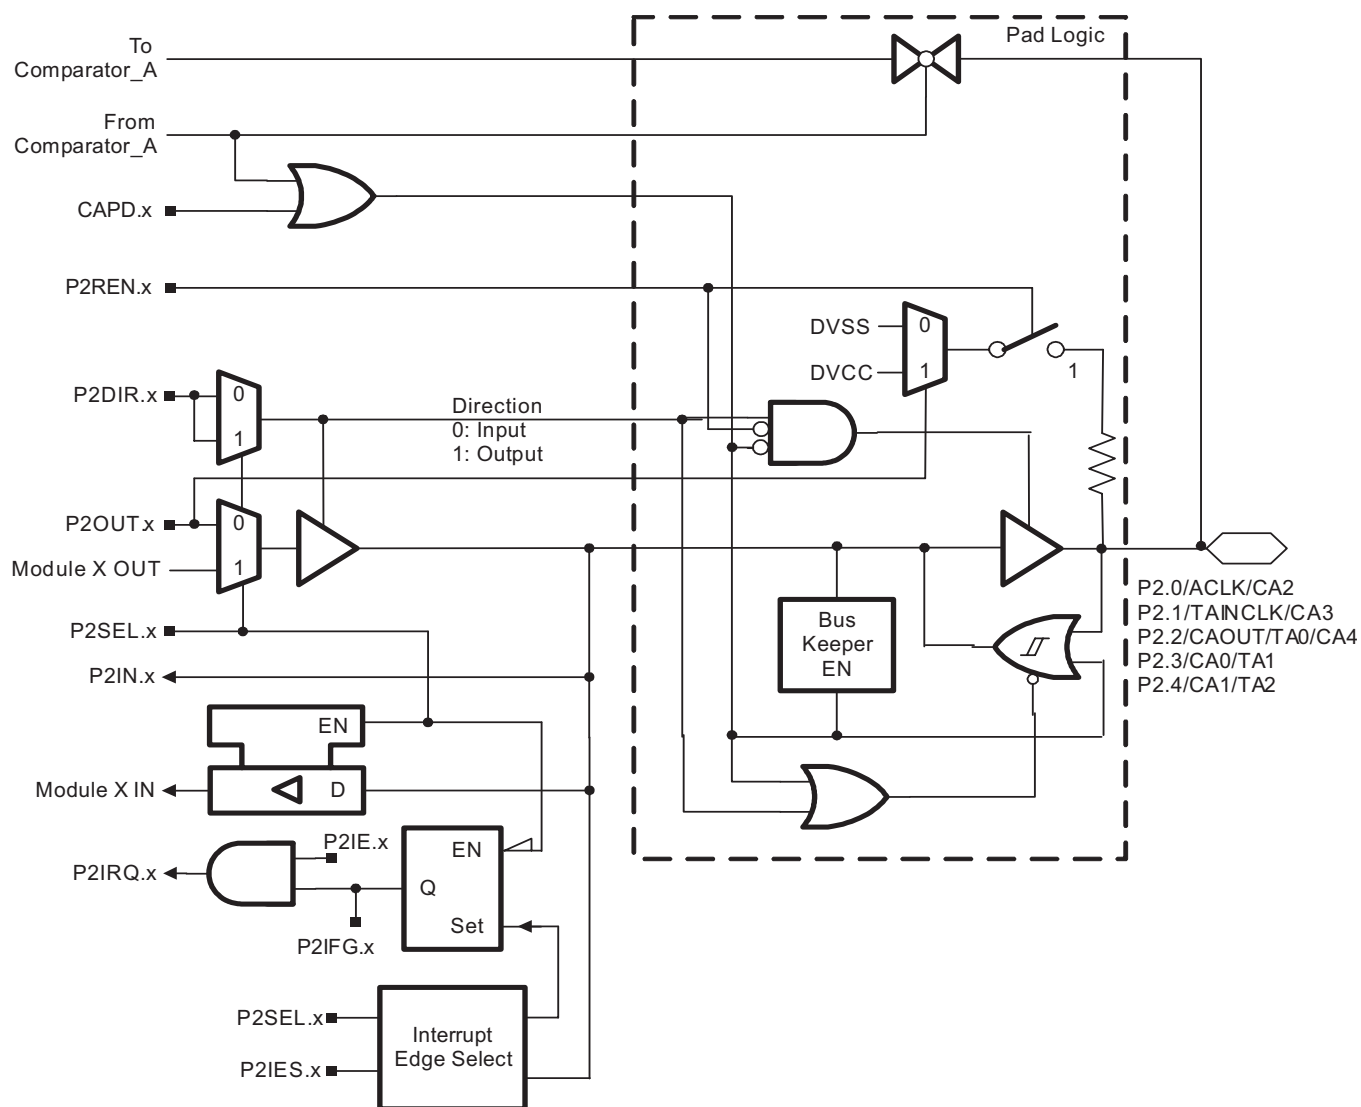 Pad Logic
To
Comparator_A
From
Comparator_A
CAPD.x
P2REN.x
DVSS
0
DVCC
1
1
P2DIR.x
0
1
Direction
0: Input
1: Output
P2OUT.x
0
Module X OUT
1
P2SEL.x
P2IN.x
Bus
Keeper
EN
P2.0/ACLK/CA2
P2.1/TAINCLK/CA3
P2.2/CAOUT/TA0/CA4
P2.3/CA0/TA1
P2.4/CA1/TA2
EN
Module X IN
D
P2IE.x
EN
P2IRQ.x
Q
Set
P2IFG.x
P2SEL.x
Interrupt
Edge Select
P2IES.x